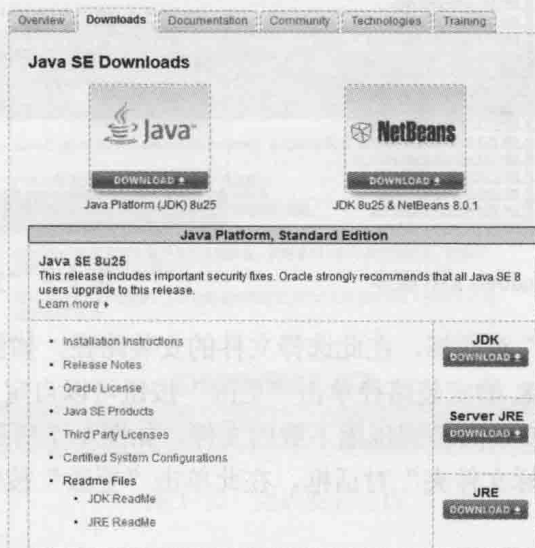 Overview Downloads Documentation Community Technologies Training
Java SE Downloads
Java
NetBeans
DOWNLOAD
DOWNLOAD
Java Platform (JDK) 8u25
JDK 8u25 & NetBeans 8.0.1
Java Platform, Standard Edition
Java SE 8u25
This release includes important security fixes. Oracle strongly recommends that all Java SE 8
users upgrade to this release.
Learn more
Installation Instructions
Release Notes
Oracle License
Java SE Products
Third Party Licenses
Certified System Configurations
Readme Files
JDK ReadMe
JRE ReadMe
JDK
DOWNLOAD
Server JRE
DOWNLOAD
JRE
DOWNLOAD